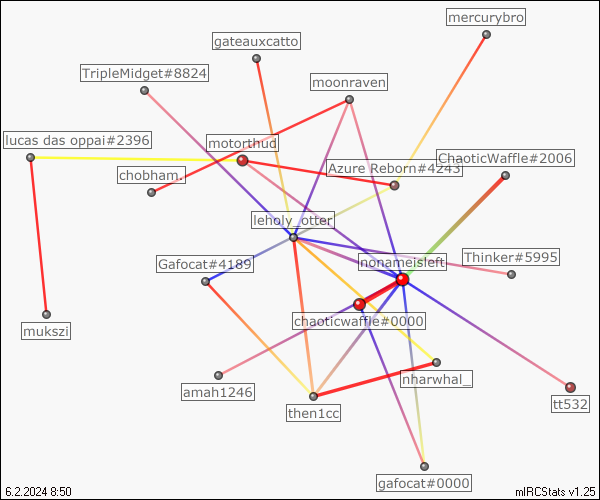 mercurybro
gateauxcatto
TripleMidget#8824
moonraven
lucas das oppai#2396
motorthud
ChaoticWaffle#2006
chobham.
Azure Reborn#4243
leholy_otter
Gafocat#4189
nonameisleft
Thinker#5995
chaoticwaffle#0000
mukszi
amah1246
nharwhal_
then1cc
tt532
gafocat#0000
6.2.2024 8:50
mIRCStats v1.25